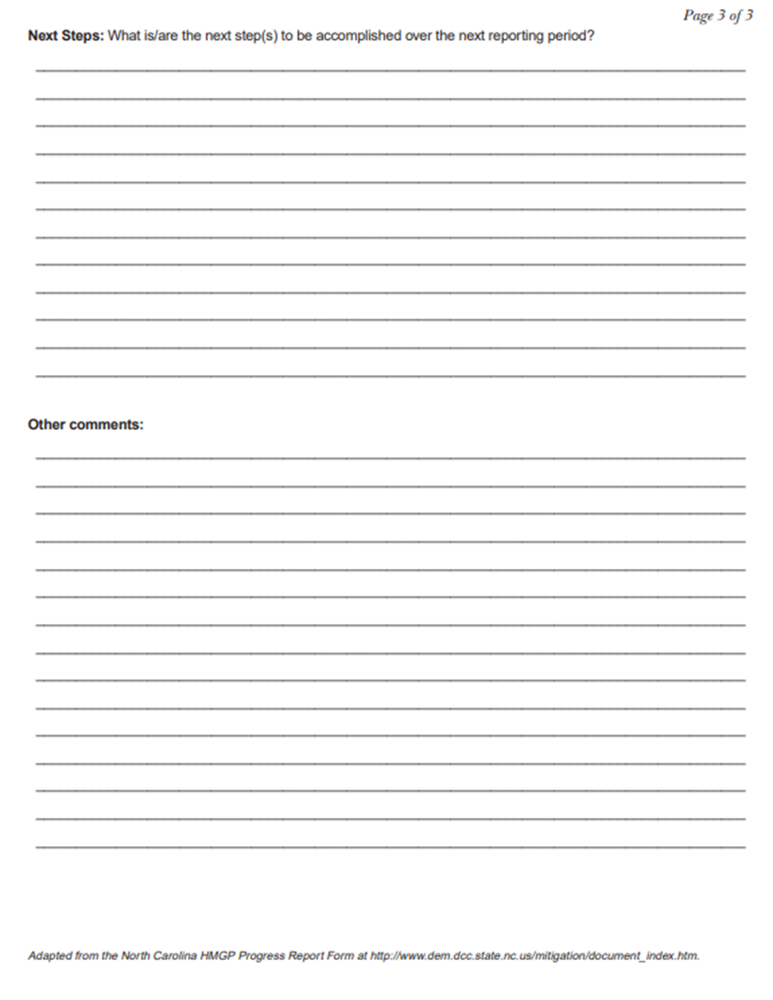 Page 3 of 3
Next Steps: What is/are the next step(s) to be accomplished over the next reporting period?
Other comments:
Adapted from the North Carolina HMGP Progress Report Form at http://www.dem.dcc.state.nc.us/mitigation/document_index.htm.